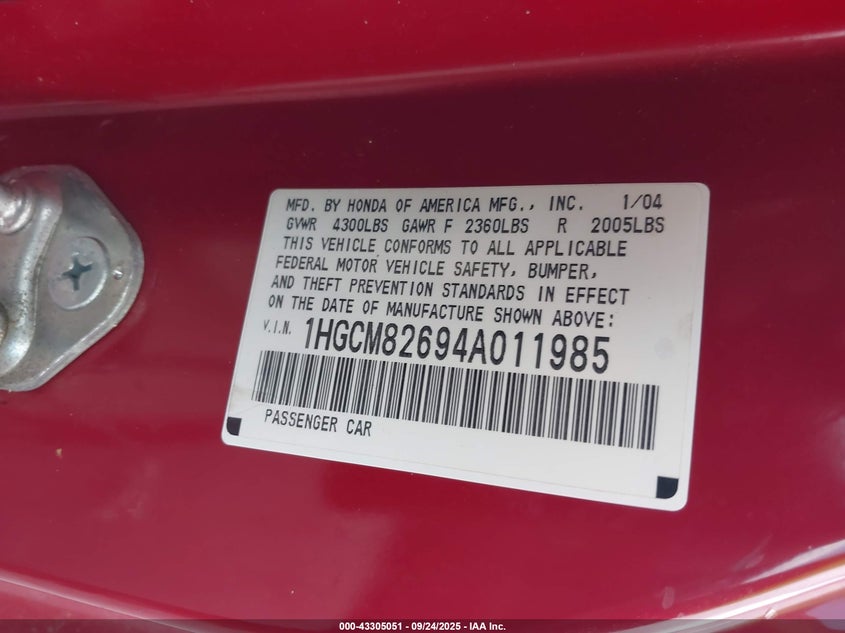 MFD. BY HONDA OF AMERICA MFG., INC. 1/04
GVWR 4300LBS GAWR F 2360LBS R 2005LBS
THIS VEHICLE CONFORMS TO ALL APPLICABLE
FEDERAL MOTOR VEHICLE SAFETY, BUMPER,
AND THEFT PREVENTION STANDARDS IN EFFECT
ON THE DATE OF MANUFACTURE SHOWN ABOVE:
V.I.N. 1HGCM82694A011985
PASSENGER CAR
000-43305051 - 09/24/2025 - IAA Inc.